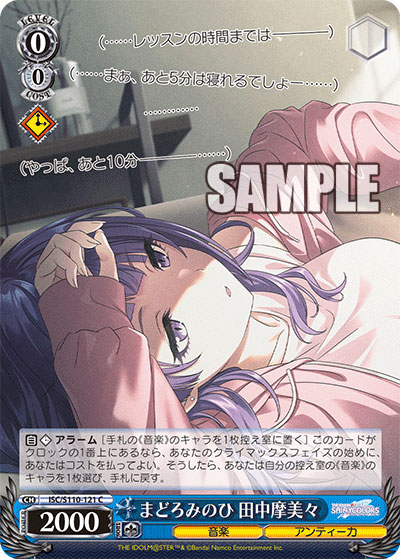 LEVEL
0
0
COST
(……レッスンの時間までは————)
(……まぁ、あと5分は寝れるでしょー……)
…………
(やっぱ、あと10分————……)
SAMPLE
アラーム [手札の《音楽》のキャラを1枚控え室に置く] このカードが
クロックの1番上にあるなら、あなたのクライマックスフェイズの始めに、
あなたはコストを払ってよい。そうしたら、あなたは自分の控え室の《音楽》の
キャラを1枚選び、手札に戻す。
CH ISC/S110-121 C
POWER 2000 まどろみのひ 田中摩美々 SHINYCOLORS
音楽 アンティーカ
THE IDOLM@STER™& ©Bandai Namco Entertainment Inc.